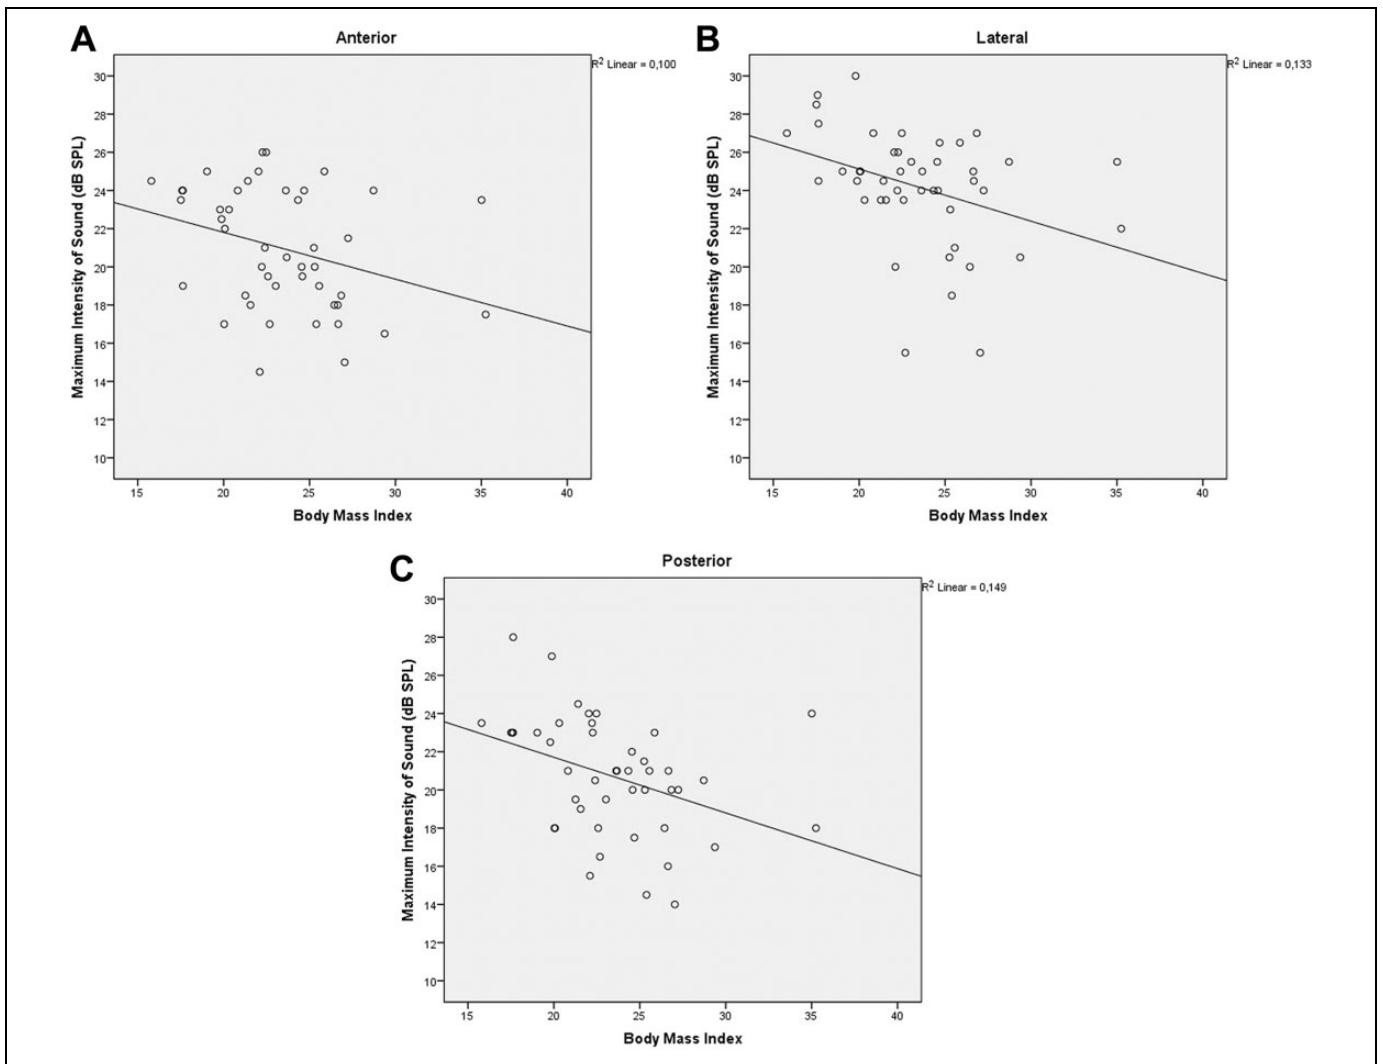 A
Anterior
R2 Linear = 0,100
Maximum Intensity of Sound (dB SPL)
30
28
26
24
22
20
18
16
14
12
10
15 20 25 30 35 40
Body Mass Index
B
Lateral
R2 Linear = 0,133
Maximum Intensity of Sound (dB SPL)
30
28
26
24
22
20
18
16
14
12
10
15 20 25 30 35 40
Body Mass Index
C
Posterior
R2 Linear = 0,149
Maximum Intensity of Sound (dB SPL)
30
28
26
24
22
20
18
16
14
12
10
15 20 25 30 35 40
Body Mass Index